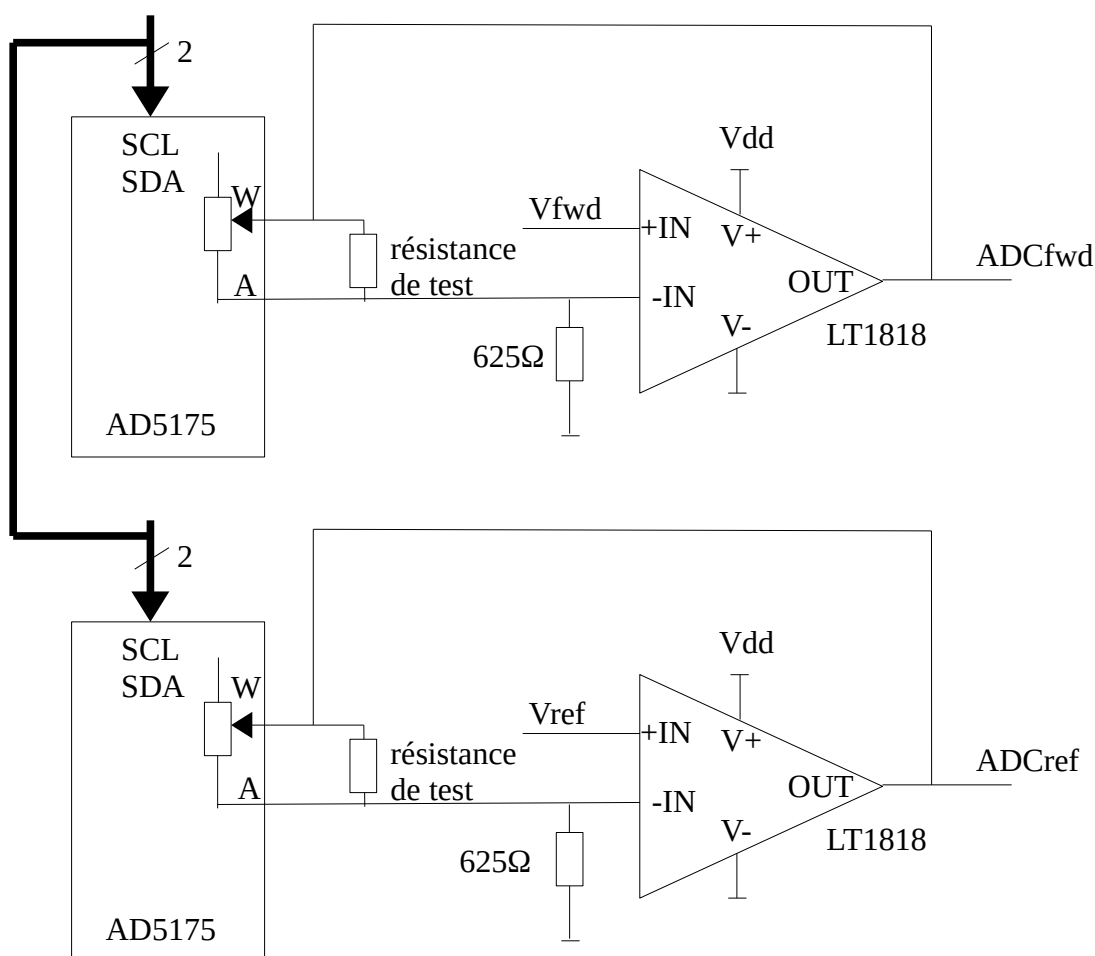 2
SCL
SDA
W
A
AD5175
résistance
de test
625Ω
Vfwd
Vdd
+IN
V+
-IN
V-
OUT
LT1818
ADCfwd
2
SCL
SDA
W
A
AD5175
résistance
de test
625Ω
Vref
Vdd
+IN
V+
-IN
V-
OUT
LT1818
ADCref